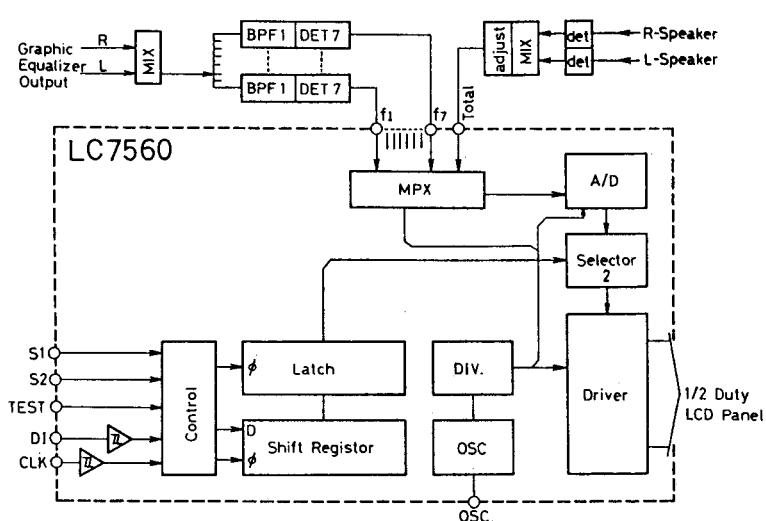 Graphic
Equalizer
Output
R
L
MIX
BPF1 DET7
BPF1 DET7
f1
f7
Total
adjust
MIX
det
det
R-Speaker
L-Speaker
LC7560
MPX
A/D
Selector
2
S1
S2
TEST
DI
CLK
Control
ϕ Latch
D
Shift Registor
ϕ
DIV.
OSC
OSC.
Driver
1/2 Duty
LCD Panel